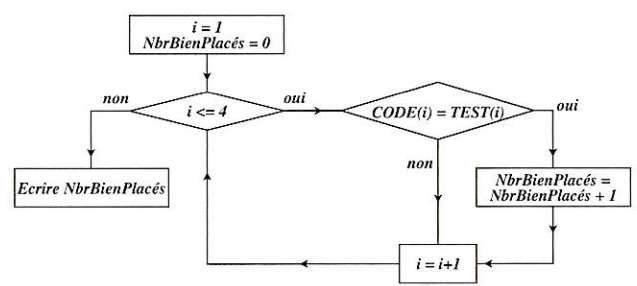 i = 1
NbrBienPlacés = 0
non
i <= 4
oui
CODE(i) = TEST(i)
oui
non
Ecrire NbrBienPlacés
NbrBienPlacés =
NbrBienPlacés + 1
i = i+1